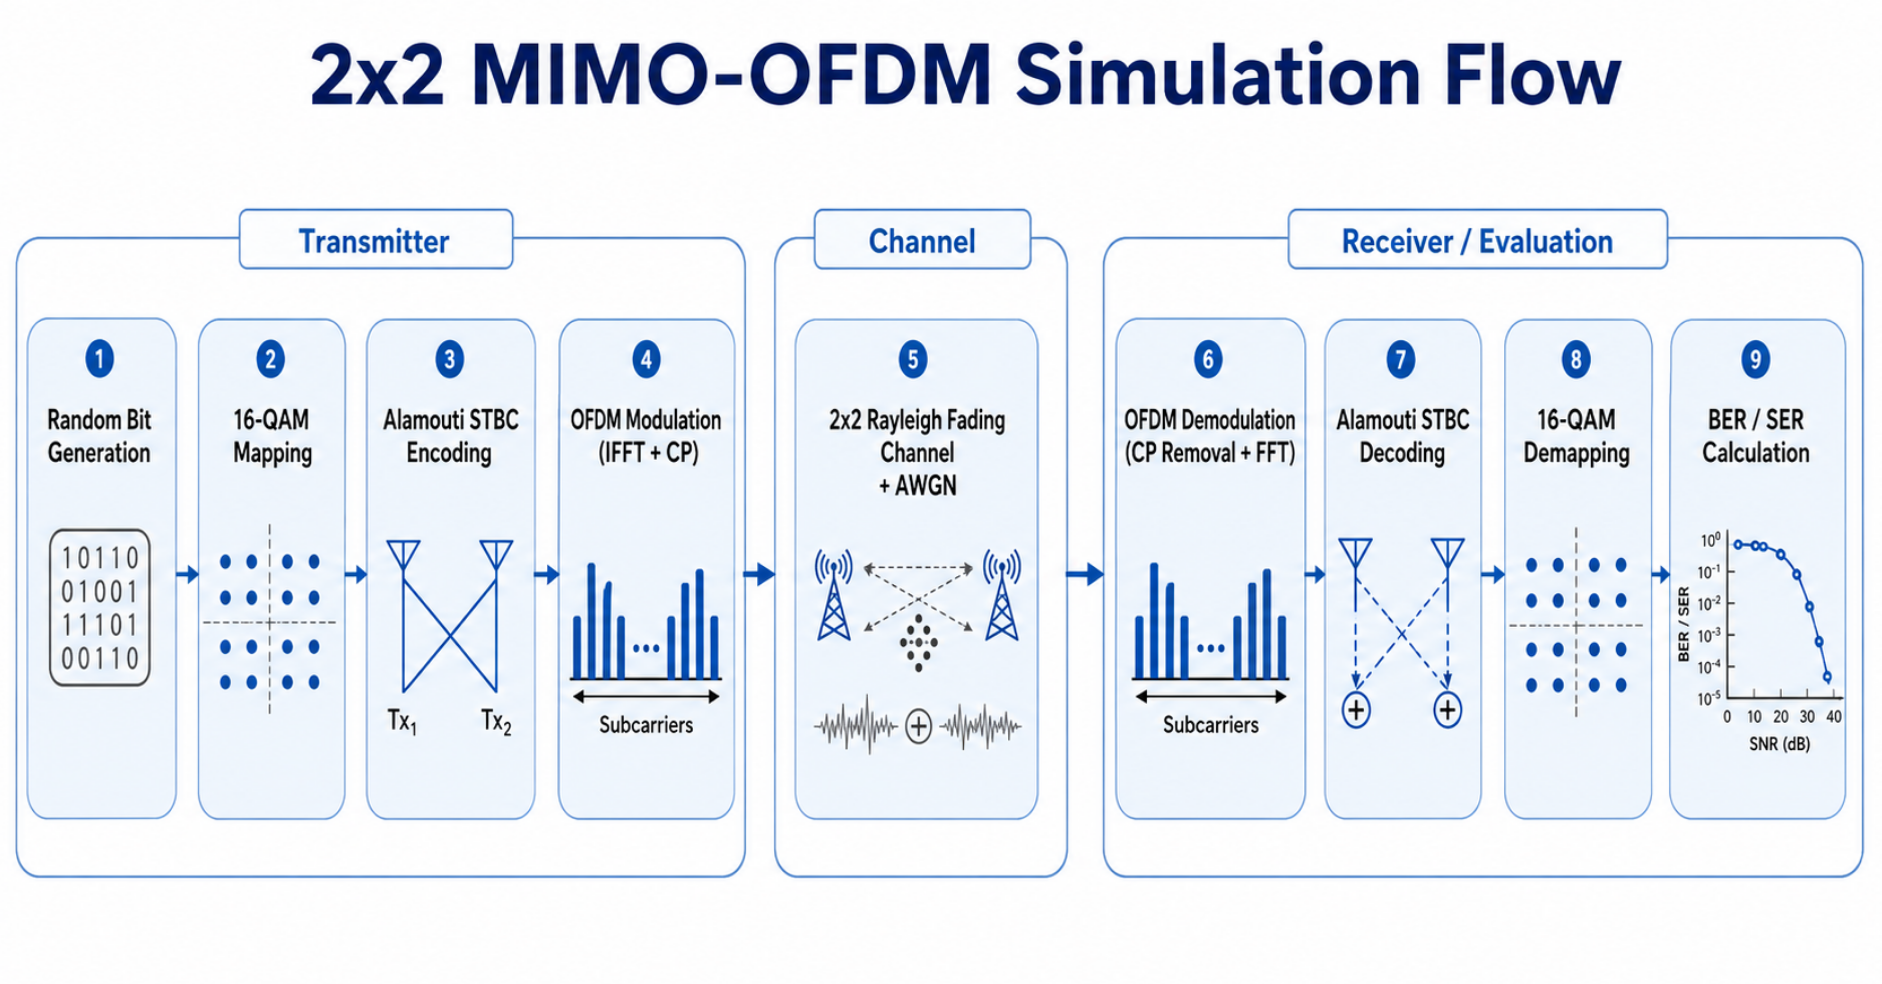 2x2 MIMO-OFDM Simulation Flow
Transmitter
1
Random Bit
Generation
10110
01001
11101
00110
2
16-QAM
Mapping
3
Alamouti STBC
Encoding
Tx1
Tx2
4
OFDM Modulation
(IFFT + CP)
...
Subcarriers
Channel
5
2x2 Rayleigh Fading
Channel
+ AWGN
+
Receiver / Evaluation
6
OFDM Demodulation
(CP Removal + FFT)
...
Subcarriers
7
Alamouti STBC
Decoding
+
+
8
16-QAM
Demapping
9
BER / SER
Calculation
BER / SER
10⁰
10⁻¹
10⁻²
10⁻³
10⁻⁴
10⁻⁵
0 10 20 30 40
SNR (dB)